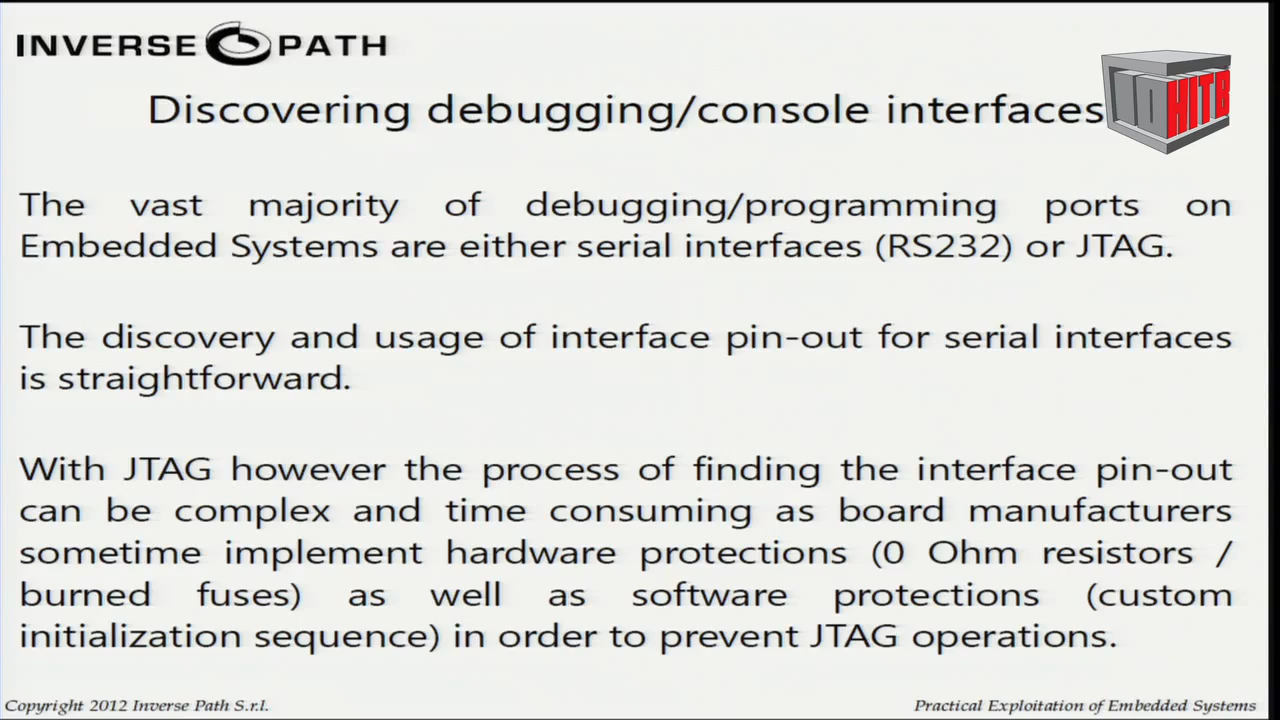 INVERSE PATH
10 HITB
Discovering debugging/console interfaces
The vast majority of debugging/programming ports on
Embedded Systems are either serial interfaces (RS232) or JTAG.
The discovery and usage of interface pin-out for serial interfaces
is straightforward.
With JTAG however the process of finding the interface pin-out
can be complex and time consuming as board manufacturers
sometime implement hardware protections (0 Ohm resistors /
burned fuses) as well as software protections (custom
initialization sequence) in order to prevent JTAG operations.
Copyright 2012 Inverse Path S.r.l.
Practical Exploitation of Embedded Systems